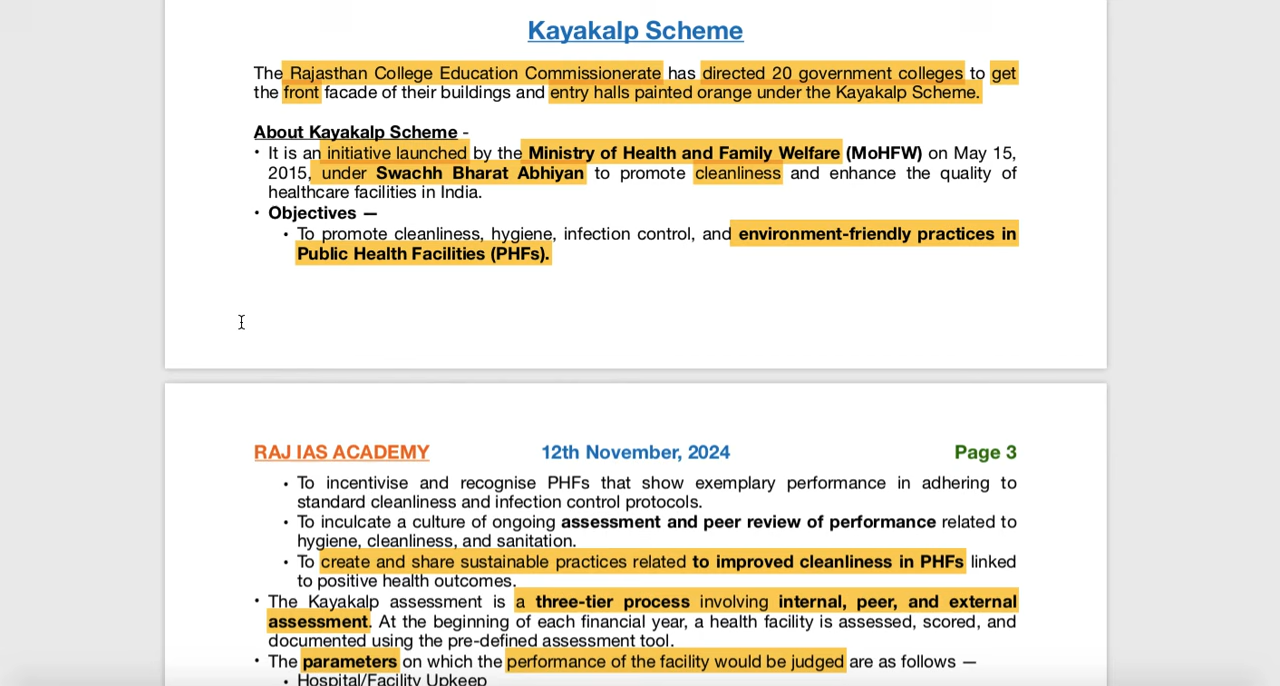 Kayakalp Scheme
The Rajasthan College Education Commissionerate has directed 20 government colleges to get
the front facade of their buildings and entry halls painted orange under the Kayakalp Scheme.
About Kayakalp Scheme -
• It is an initiative launched by the Ministry of Health and Family Welfare (MoHFW) on May 15,
2015, under Swachh Bharat Abhiyan to promote cleanliness and enhance the quality of
healthcare facilities in India.
• Objectives —
• To promote cleanliness, hygiene, infection control, and environment-friendly practices in
Public Health Facilities (PHFs).
RAJ IAS ACADEMY 12th November, 2024 Page 3
• To incentivise and recognise PHFs that show exemplary performance in adhering to
standard cleanliness and infection control protocols.
• To inculcate a culture of ongoing assessment and peer review of performance related to
hygiene, cleanliness, and sanitation.
• To create and share sustainable practices related to improved cleanliness in PHFs linked
to positive health outcomes.
• The Kayakalp assessment is a three-tier process involving internal, peer, and external
assessment. At the beginning of each financial year, a health facility is assessed, scored, and
documented using the pre-defined assessment tool.
• The parameters on which the performance of the facility would be judged are as follows —
• Hospital/Facility Upkeep